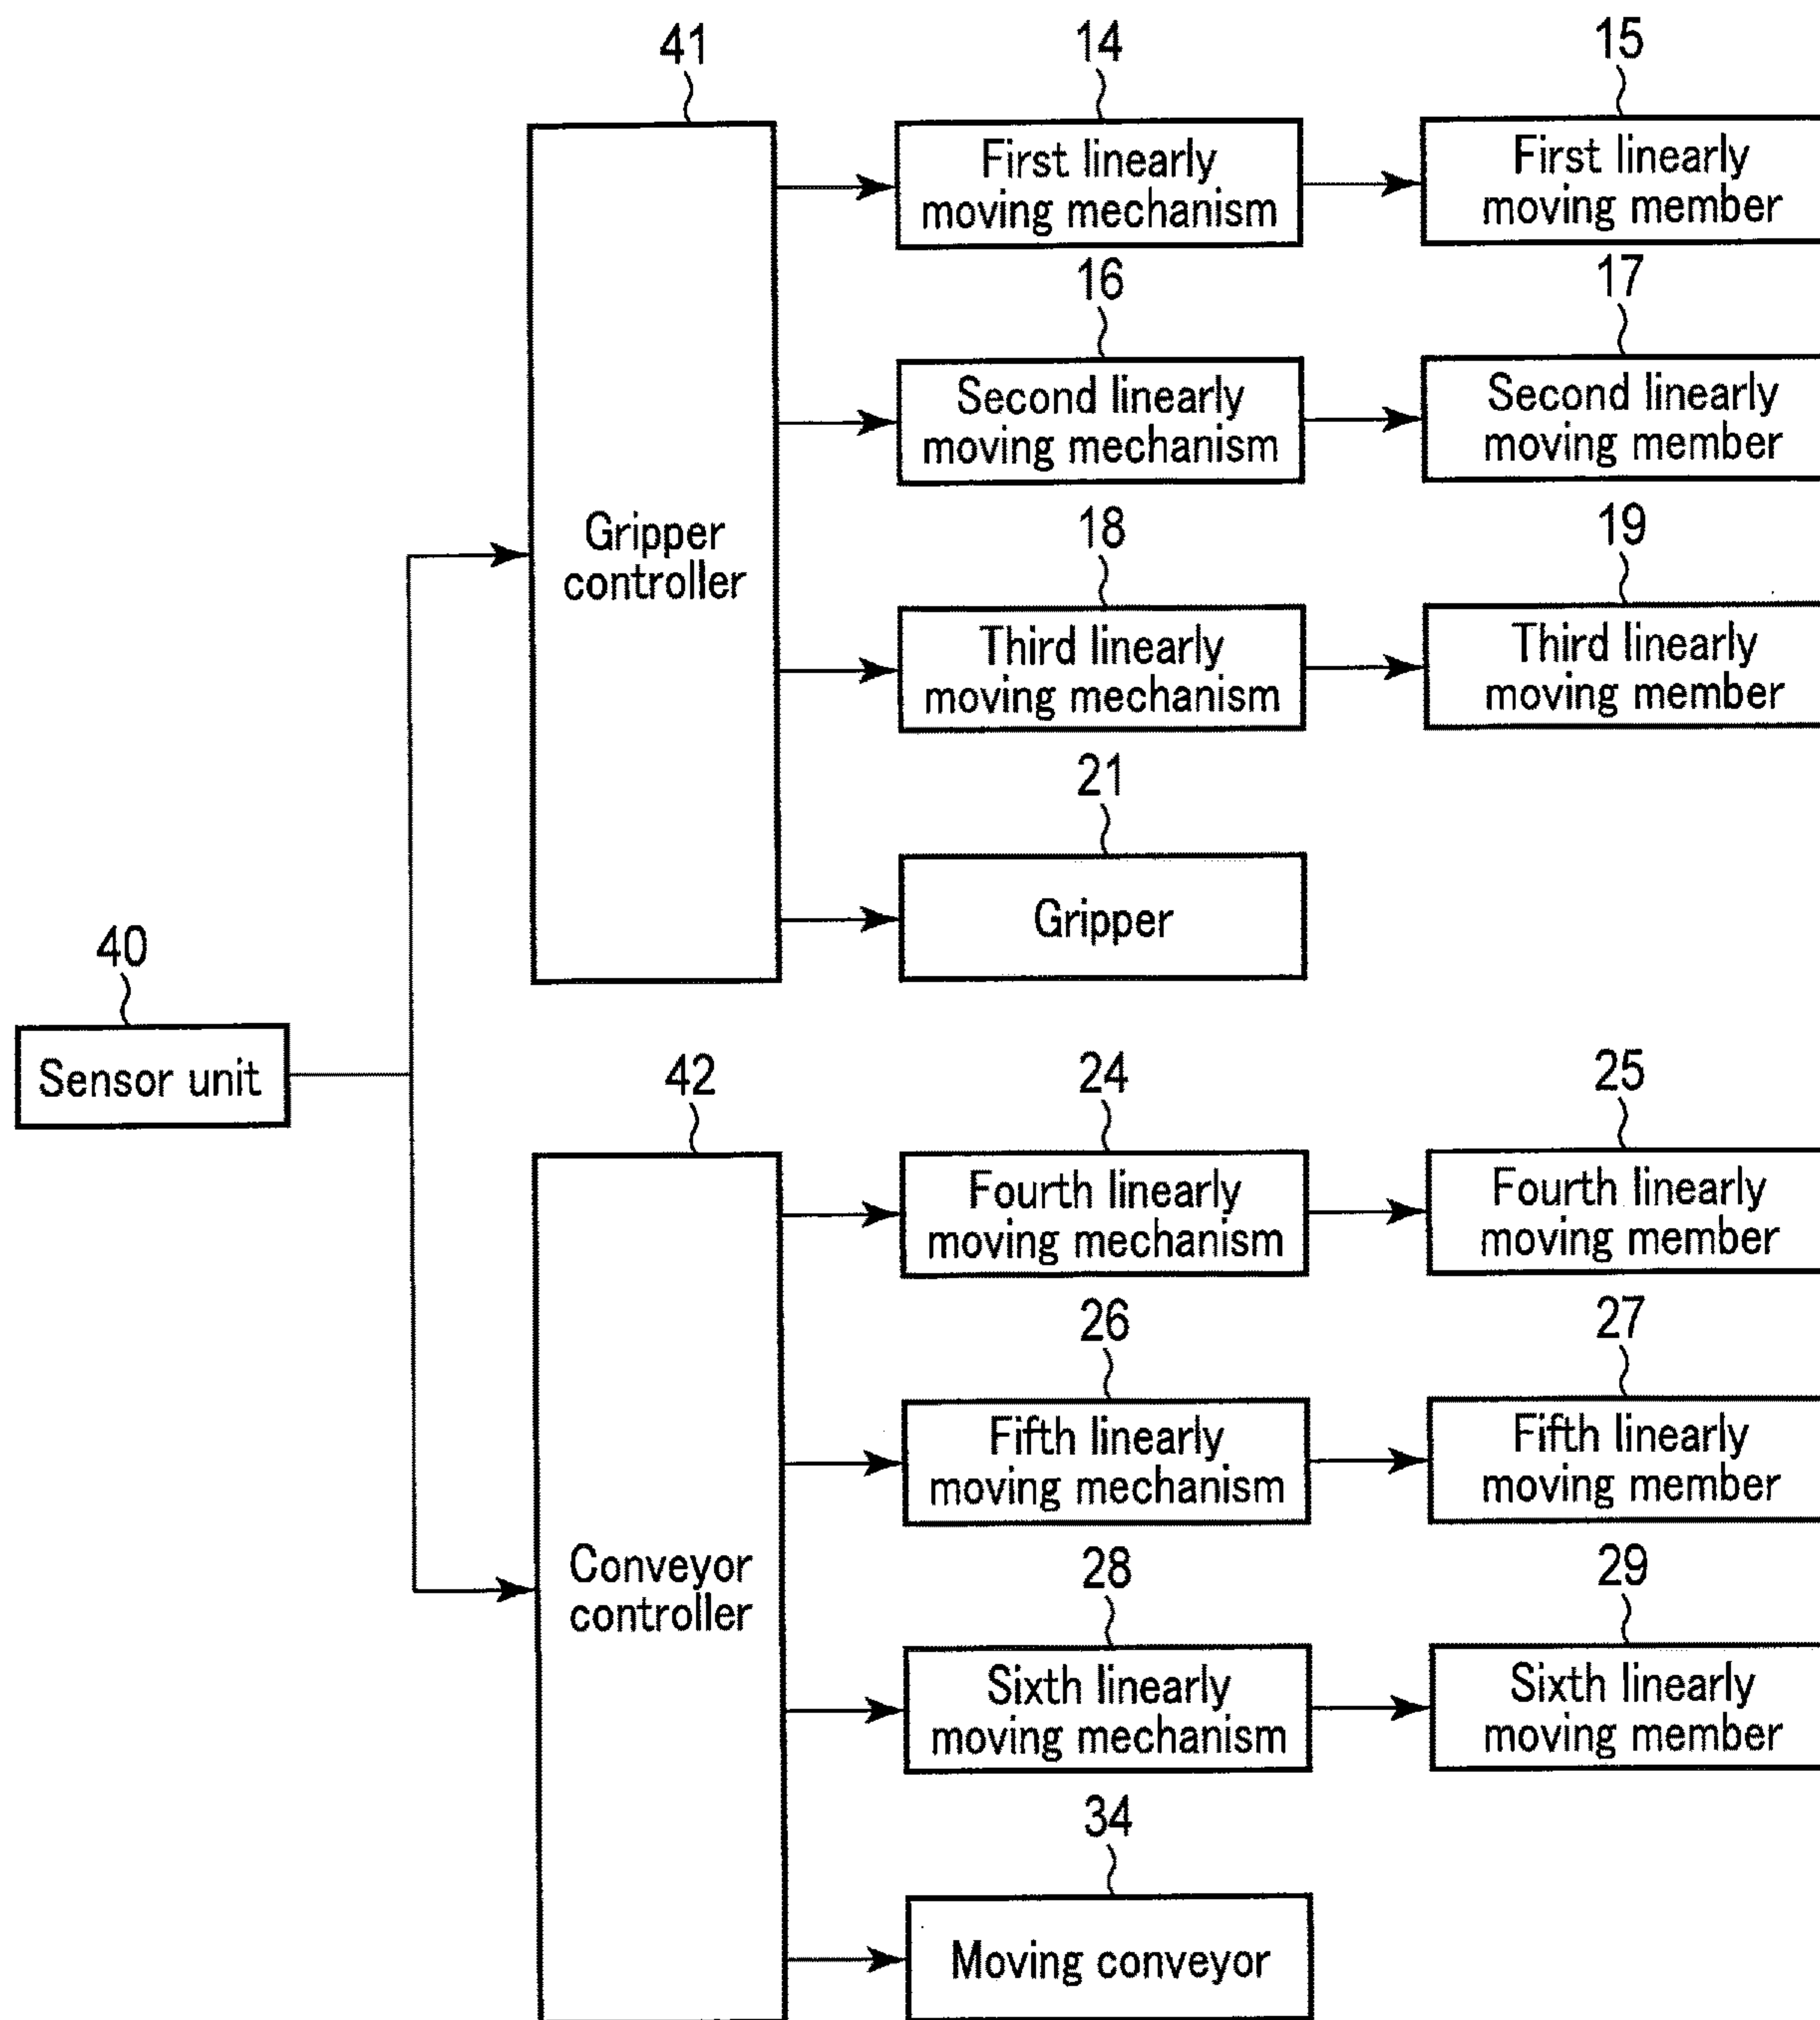 41
14
15
First linearly
moving mechanism
First linearly
moving member
16
17
Second linearly
moving mechanism
Second linearly
moving member
Gripper
controller
18
19
Third linearly
moving mechanism
Third linearly
moving member
21
Gripper
40
Sensor unit
42
24
25
Fourth linearly
moving mechanism
Fourth linearly
moving member
26
27
Fifth linearly
moving mechanism
Fifth linearly
moving member
Conveyor
controller
28
29
Sixth linearly
moving mechanism
Sixth linearly
moving member
34
Moving conveyor